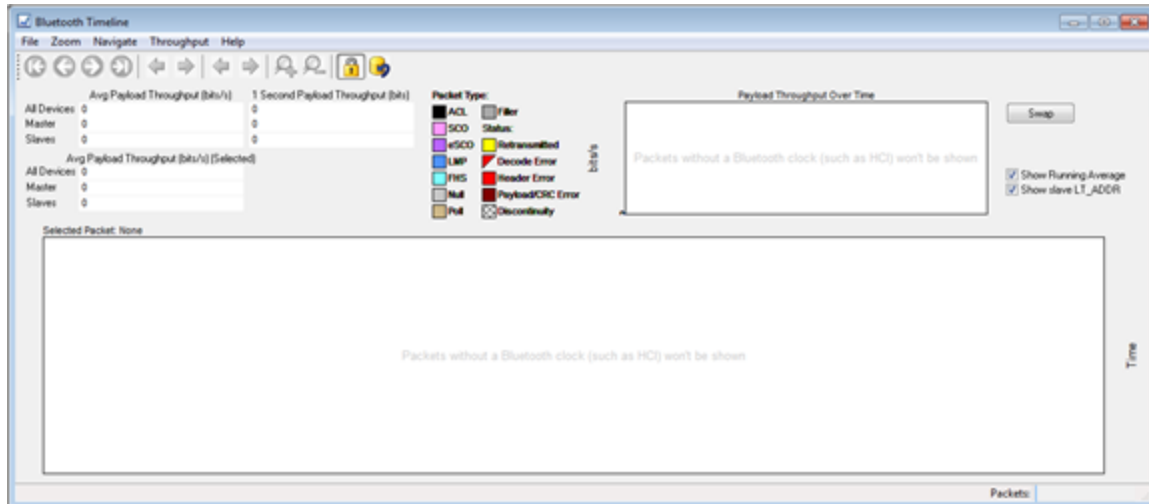 Bluetooth Timeline
File Zoom Navigate Throughput Help
Avg Payload Throughput (bits/s) 1 Second Payload Throughput (bits)
All Devices 0 0
Master 0 0
Slaves 0 0
Avg Payload Throughput (bits/s) (Selected)
All Devices 0
Master 0
Slaves 0
Packet Type:
ACL Filler
SCO Status:
eSCO Retransmitted
LMP Decode Error
FHS Header Error
Null Payload/CRC Error
Poll Discontinuity
Payload Throughput Over Time
bits/s
Packets without a Bluetooth clock (such as HCI) won't be shown
Swap
Show Running Average
Show slave LT_ADDR
Selected Packet: None
Packets without a Bluetooth clock (such as HCI) won't be shown
Time
Packets: